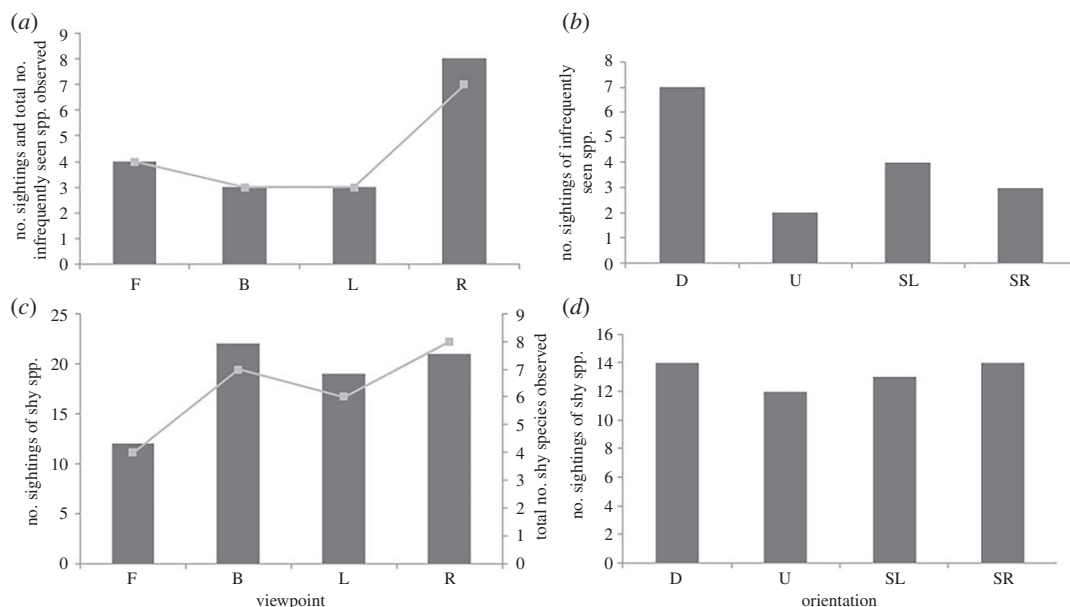 (a)
no. sightings and total no.
infrequently seen spp. observed
9
8
7
6
5
4
3
2
1
0
F B L R
(b)
no. sightings of infrequently
seen spp.
8
7
6
5
4
3
2
1
0
D U SL SR
(c)
no. sightings of shy spp.
25
20
15
10
5
0
F B L R
viewpoint
9
8
7
6
5
4
3
2
1
0
total no. shy species observed
(d)
no. sightings of shy spp.
16
14
12
10
8
6
4
2
0
D U SL SR
orientation